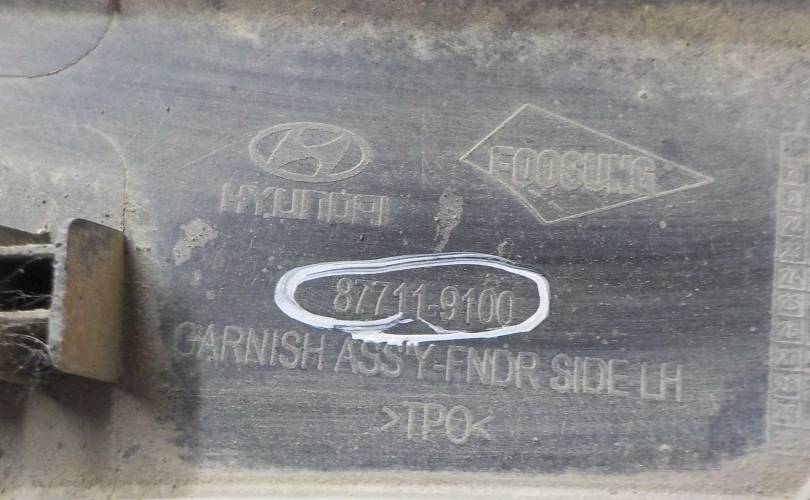 HYUNDAI
FOOSUNG
87711-9100
GARNISH ASS'Y-FNDR SIDE LH
>TPO<